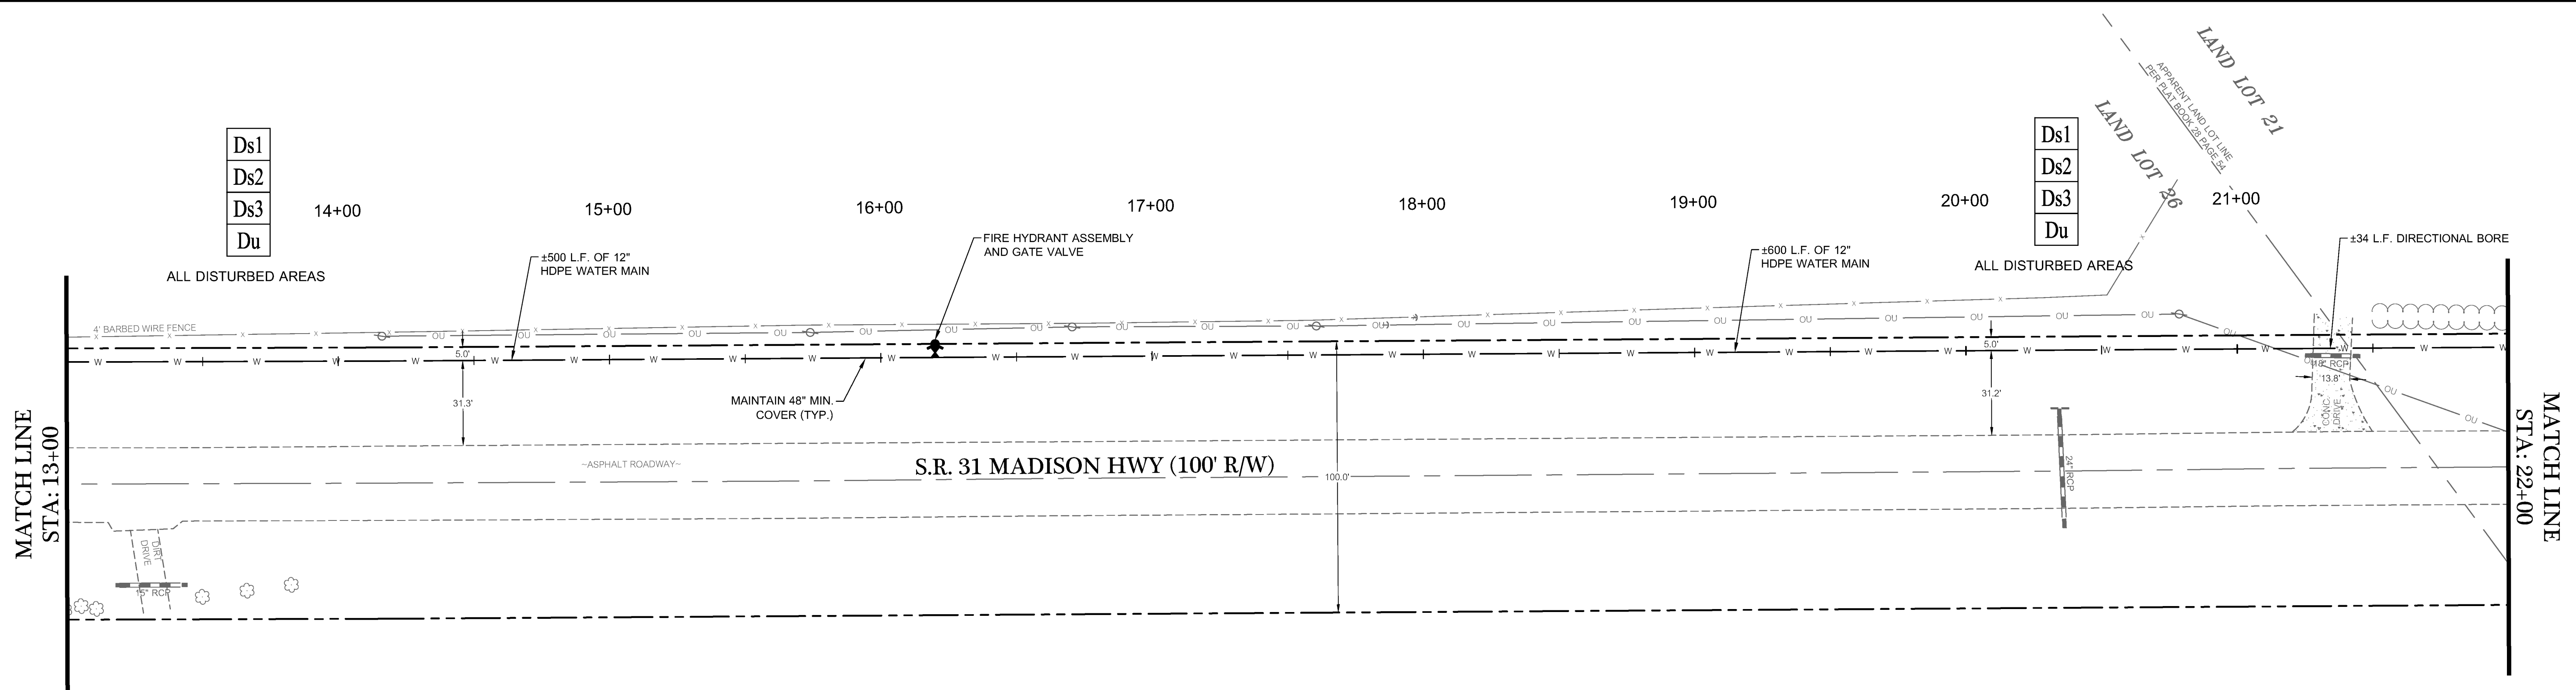 LAND LOT 21
APPARENT LAND LOT LINE
PER PLAT BOOK 28 PAGE 54
LAND LOT 26
Ds1
Ds2
Ds3
Du
ALL DISTURBED AREAS
Ds1
Ds2
Ds3
Du
ALL DISTURBED AREAS
14+00
15+00
16+00
17+00
18+00
19+00
20+00
21+00
±500 L.F. OF 12"
HDPE WATER MAIN
FIRE HYDRANT ASSEMBLY
AND GATE VALVE
±600 L.F. OF 12"
HDPE WATER MAIN
±34 L.F. DIRECTIONAL BORE
4' BARBED WIRE FENCE
5.0'
5.0'
18" RCP
13.8'
MAINTAIN 48" MIN.
COVER (TYP.)
31.3'
31.2'
CONC.
DRIVE
MATCH LINE
STA: 13+00
MATCH LINE
STA: 22+00
~ASPHALT ROADWAY~
S.R. 31 MADISON HWY (100' R/W)
100.0'
24" RCP
DIRT
DRIVE
15" RCP